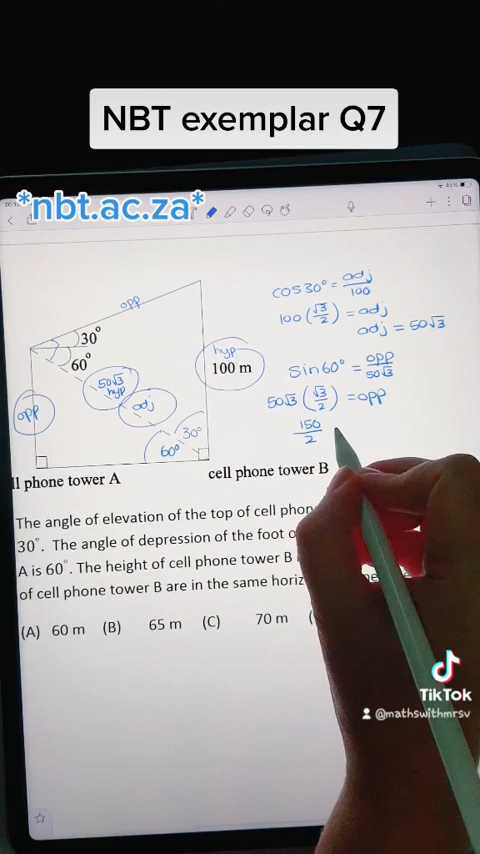 NBT exemplar Q7
45%
*nbt.ac.za*
cos30° = adj/100
opp
100 (√3/2) = adj
adj = 50√3
30°
60°
hyp
100 m
sin60° = opp/50√3
50√3
hyp
adj
opp
50√3 (√3/2) = opp
30°
60°
150/2
ll phone tower A
cell phone tower B
The angle of elevation of the top of cell phon
30°. The angle of depression of the foot o
A is 60°. The height of cell phone tower B
of cell phone tower B are in the same horiz
(A) 60 m (B) 65 m (C) 70 m (
TikTok
@mathswithmrsv